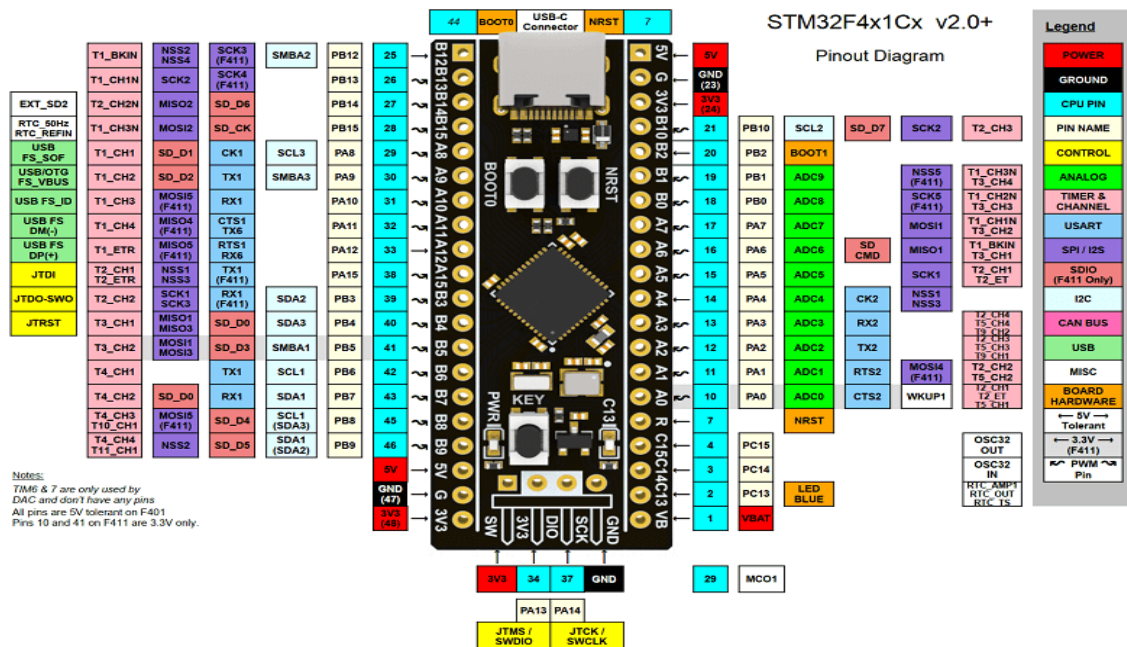 STM32F4x1Cx v2.0+
Pinout Diagram
44 BOOT0 USB-C Connector NRST 7
T1_BKIN NSS2 NSS4 SCK3 (F411) SMBA2 PB12 25 B12
T1_CH1N SCK2 SCK4 (F411) PB13 26 B13
EXT_SD2 T2_CH2N MISO2 SD_D6 PB14 27 B14
RTC_50Hz RTC_REFIN T1_CH3N MOSI2 SD_CK PB15 28 B15
USB FS_SOF T1_CH1 SD_D1 CK1 SCL3 PA8 29 A8
USB/OTG FS_VBUS T1_CH2 SD_D2 TX1 SMBA3 PA9 30 A9
USB FS_ID T1_CH3 MOSI5 (F411) RX1 PA10 31 A10
USB FS DM(-) T1_CH4 MISO4 (F411) CTS1 TX6 PA11 32 A11
USB FS DP(+) T1_ETR MISO5 (F411) RTS1 RX6 PA12 33 A12
JTDI T2_CH1 T2_ETR NSS1 NSS3 TX1 (F411) PA15 38 A15
JTDO-SWO T2_CH2 SCK1 SCK3 RX1 (F411) SDA2 PB3 39 B3
JTRST T3_CH1 MISO1 MISO3 SD_D0 SDA3 PB4 40 B4
T3_CH2 MOSI1 MOSI3 SD_D3 SMBA1 PB5 41 B5
T4_CH1 TX1 SCL1 PB6 42 B6
T4_CH2 SD_D0 RX1 SDA1 PB7 43 B7
T4_CH3 T10_CH1 MOSI5 (F411) SD_D4 SCL1 (SDA3) PB8 45 B8
T4_CH4 T11_CH1 NSS2 SD_D5 SDA1 (SDA2) PB9 46 B9
5V 5V
GND (47) G
3V3 (48) 3V3
BOOT0 NRST
PWR KEY C13
SW 3V3 DIO SCK GND
5V 5V
G GND (23)
3V3 3V3 (24)
B10 21 PB10 SCL2 SD_D7 SCK2 T2_CH3
B2 20 PB2 BOOT1
B1 19 PB1 ADC9 NSS5 (F411) T1_CH3N T3_CH4
B0 18 PB0 ADC8 SCK5 (F411) T1_CH2N T3_CH3
A7 17 PA7 ADC7 MOSI1 T1_CH1N T3_CH2
A6 16 PA6 ADC6 SD CMD MISO1 T1_BKIN T3_CH1
A5 15 PA5 ADC5 SCK1 T2_CH1 T2_ET
A4 14 PA4 ADC4 CK2 NSS1 NSS3
A3 13 PA3 ADC3 RX2 T2_CH4 T5_CH4 T9_CH2
A2 12 PA2 ADC2 TX2 T2_CH3 T5_CH3 T9_CH1
A1 11 PA1 ADC1 RTS2 MOSI4 (F411) T2_CH2 T5_CH2
A0 10 PA0 ADC0 CTS2 WKUP1 T2_CH1 T2_ET T5_CH1
R 7 NRST
C15 4 PC15 OSC32 OUT
C14 3 PC14 OSC32 IN
C13 2 PC13 LED BLUE RTC_AMP1 RTC_OUT RTC_TS
VB 1 VBAT
3V3 34 37 GND
29 MCO1
PA13 PA14
JTMS / SWDIO JTCK / SWCLK
Notes:
TIM6 & 7 are only used by
DAC and don't have any pins
All pins are 5V tolerant on F401
Pins 10 and 41 on F411 are 3.3V only.
Legend
POWER
GROUND
CPU PIN
PIN NAME
CONTROL
ANALOG
TIMER & CHANNEL
USART
SPI / I2S
SDIO (F411 Only)
I2C
CAN BUS
USB
MISC
BOARD HARDWARE
5V Tolerant
3.3V (F411)
PWM Pin